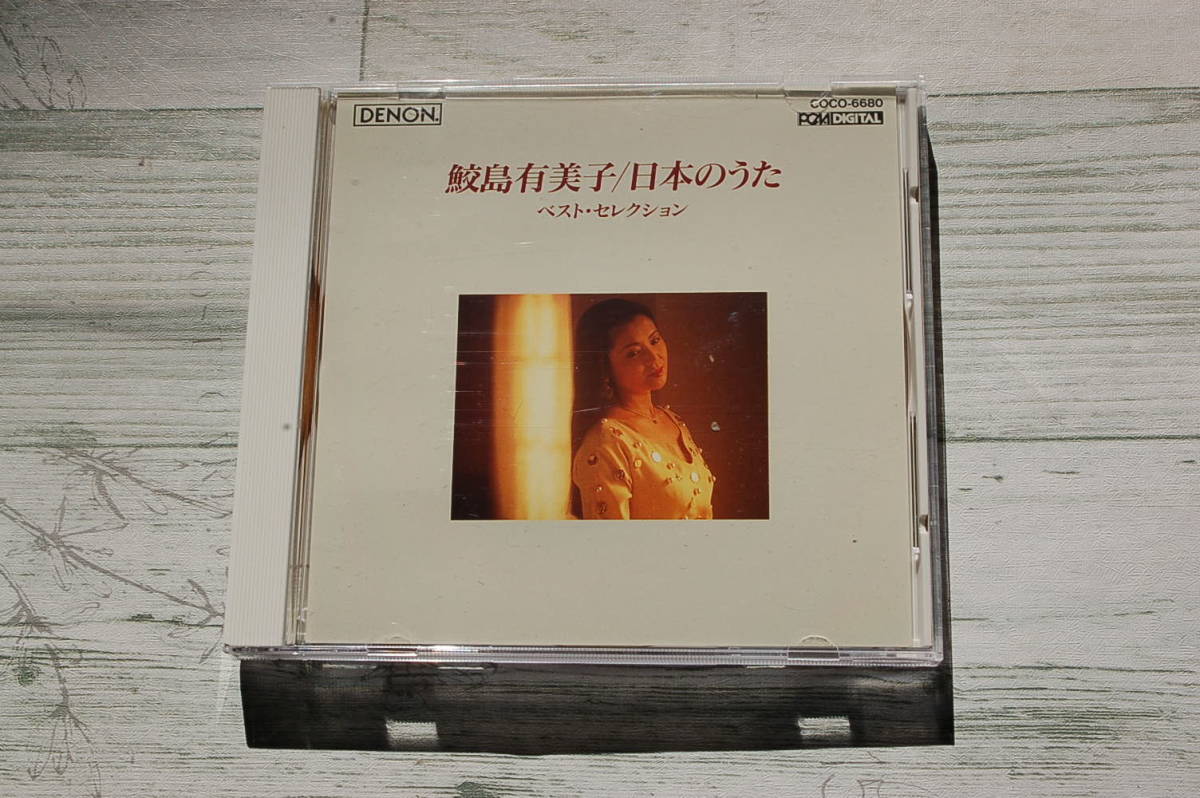 DENON.
COCO-6680
PCM DIGITAL
鮫島有美子/日本のうた
ベスト・セレクション